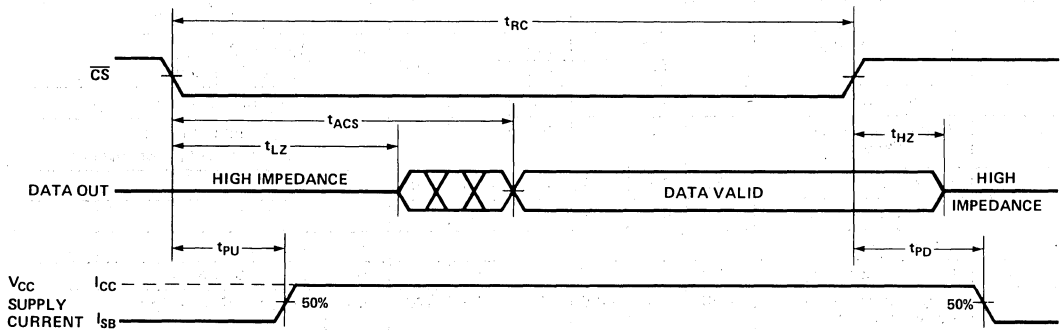 tRC
CS
tACS
tLZ
tHZ
DATA OUT
HIGH IMPEDANCE
DATA VALID
HIGH
IMPEDANCE
tPU
tPD
VCC
SUPPLY
CURRENT
ICC
ISB
50%
50%